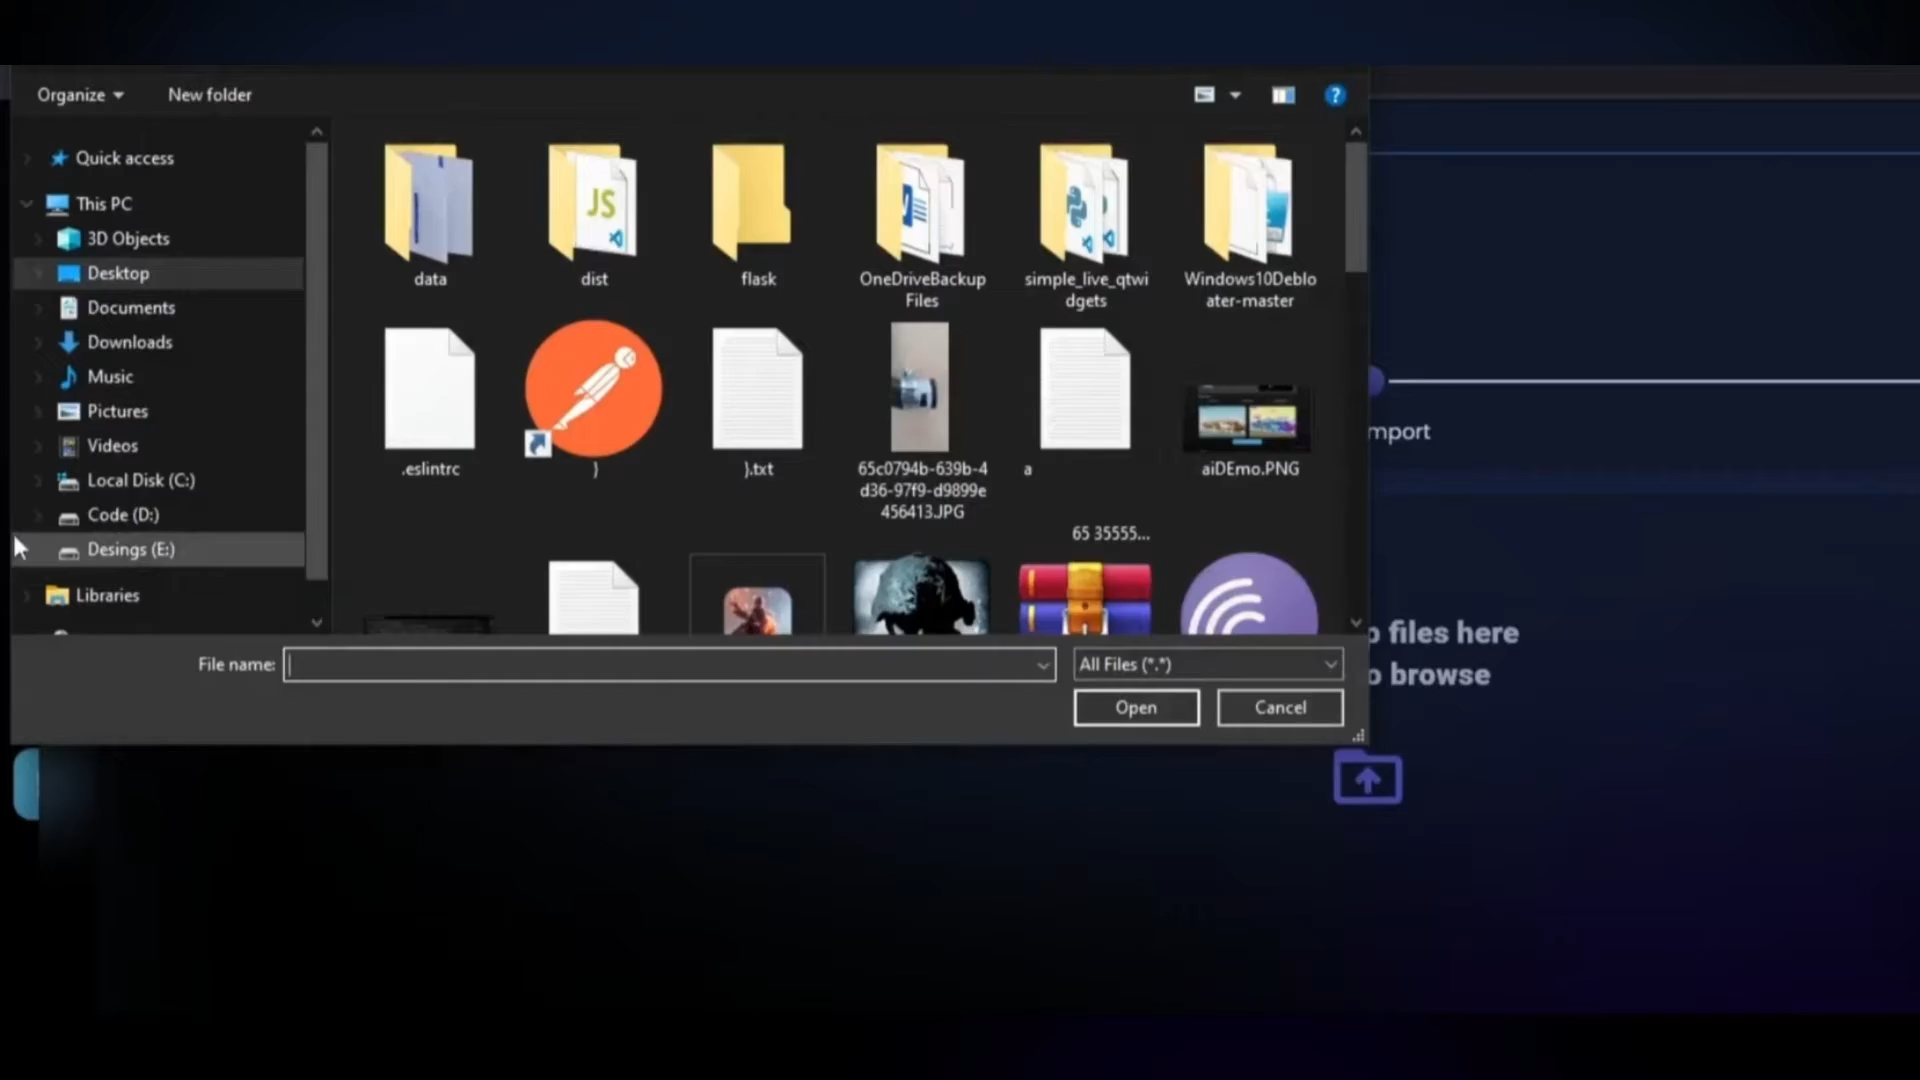 Organize
New folder
Quick access
This PC
3D Objects
Desktop
Documents
Downloads
Music
Pictures
Videos
Local Disk (C:)
Code (D:)
Desings (E:)
Libraries
data
dist
JS
flask
OneDriveBackup
Files
simple_live_qtwi
dgets
Windows10Deblo
ater-master
.eslintrc
}
}.txt
65c0794b-639b-4
d36-97f9-d9899e
456413.JPG
a
65 35555...
aiDEmo.PNG
File name:
All Files (*.*)
Open
Cancel
mport
files here
browse